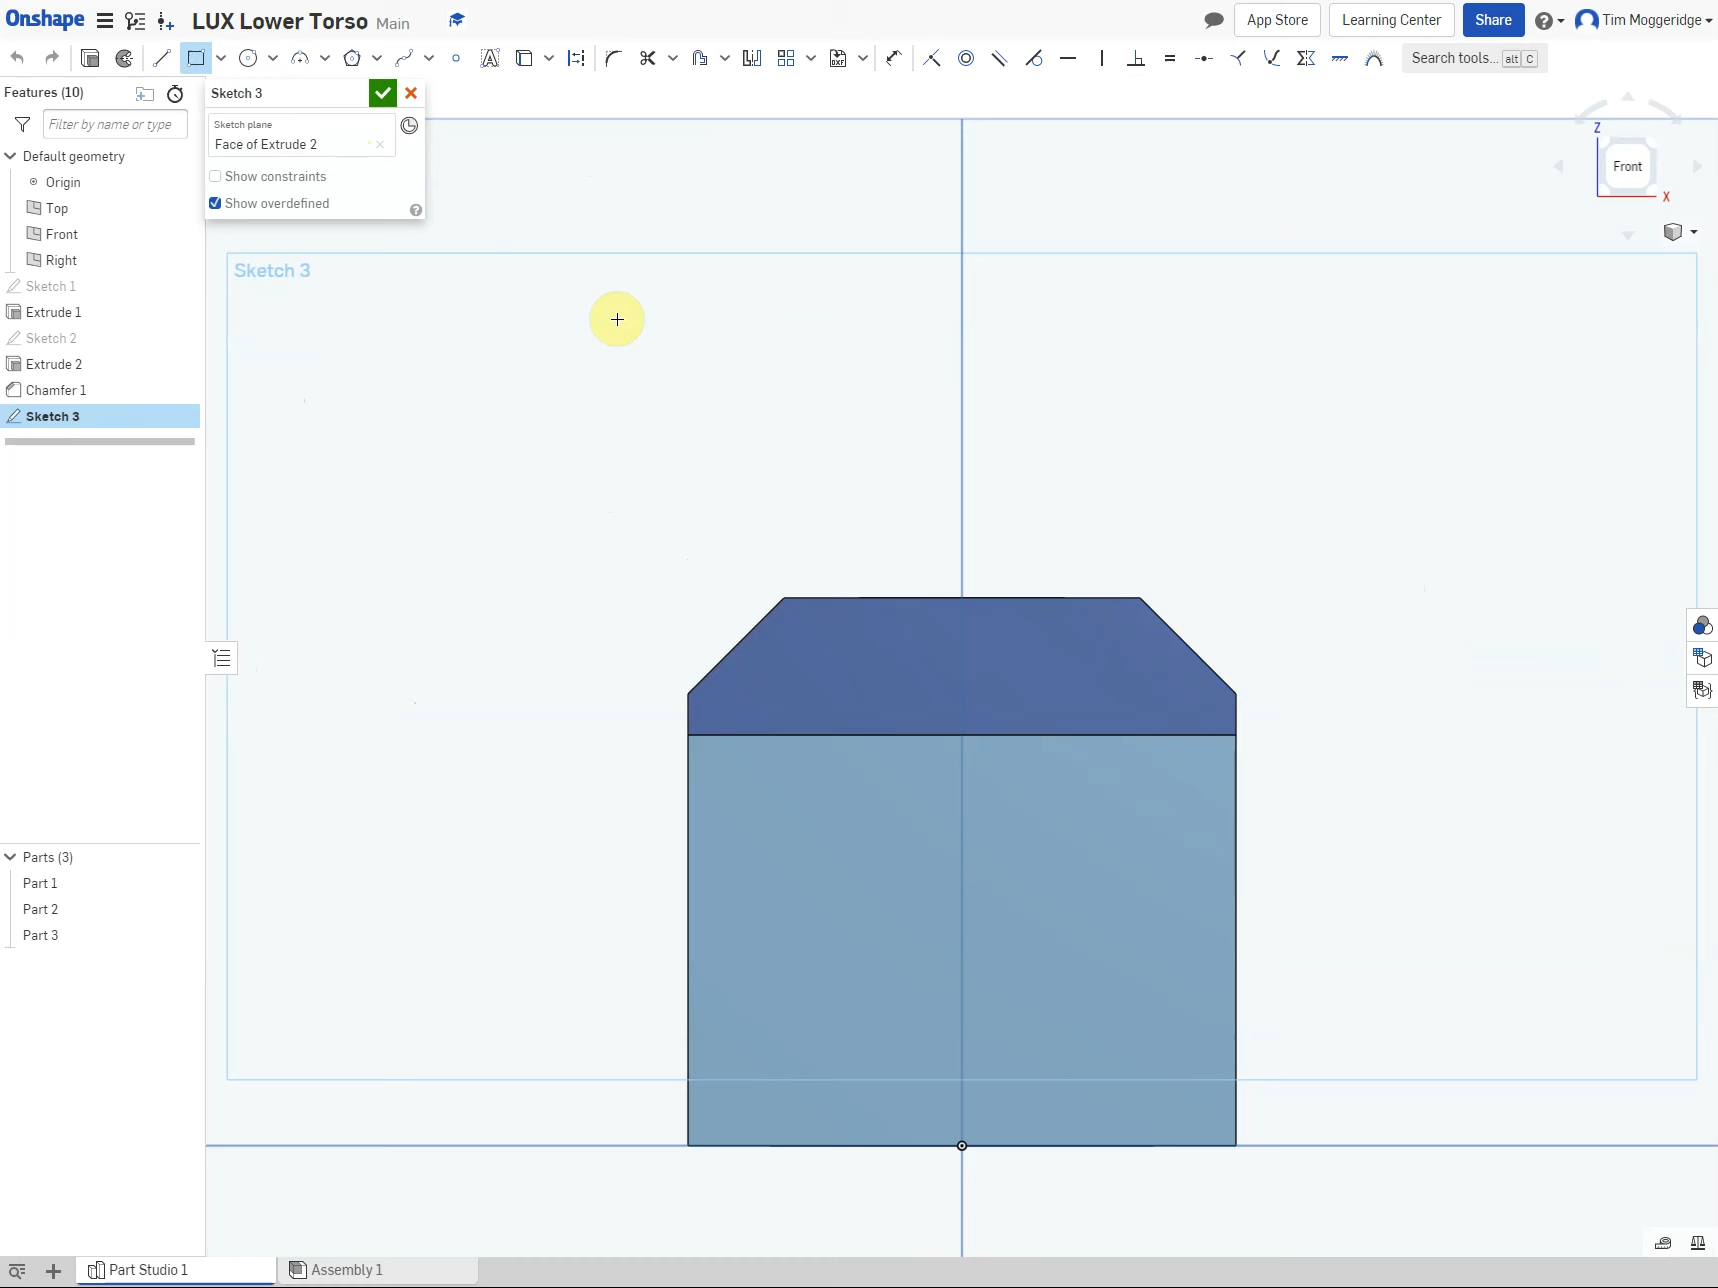 Onshape LUX Lower Torso Main App Store Learning Center Share Tim Moggeridge
Search tools... alt C
Features (10)
Filter by name or type
Default geometry
Origin
Top
Front
Right
Sketch 1
Extrude 1
Sketch 2
Extrude 2
Chamfer 1
Sketch 3
Sketch 3
Sketch plane
Face of Extrude 2
Show constraints
Show overdefined
Sketch 3
Z
Front
X
Parts (3)
Part 1
Part 2
Part 3
Part Studio 1 Assembly 1